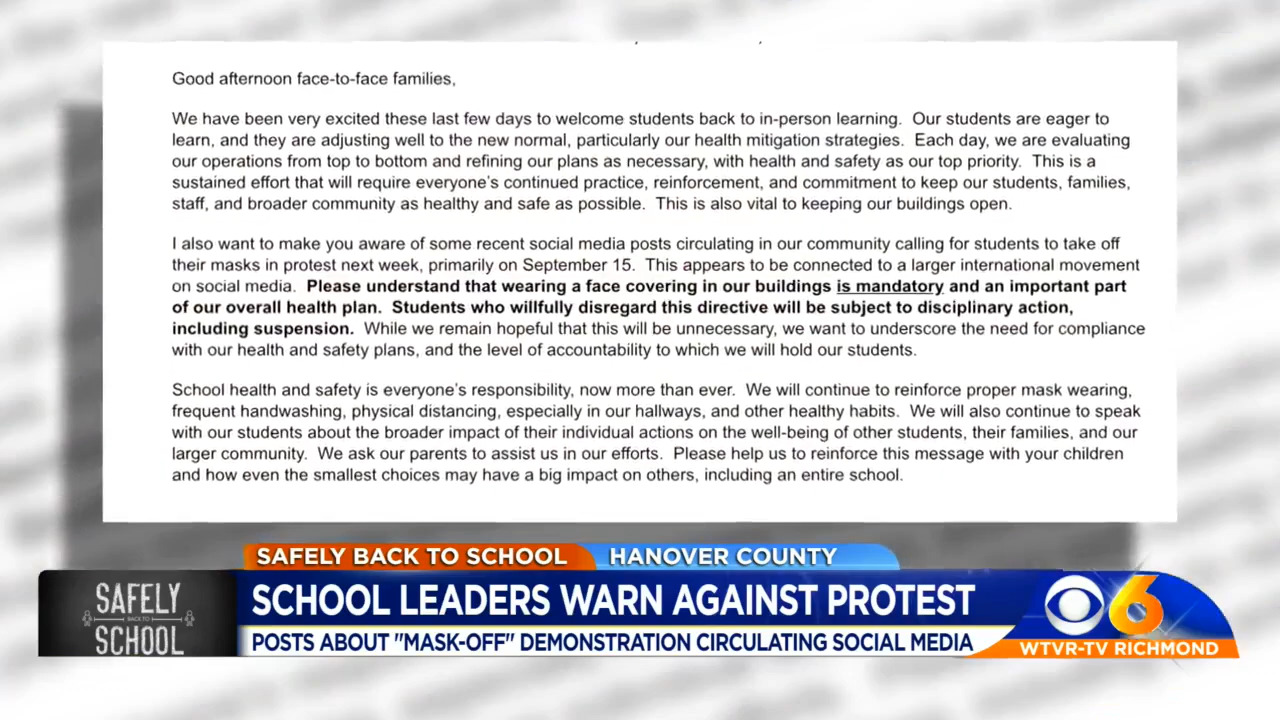 Good afternoon face-to-face families,
We have been very excited these last few days to welcome students back to in-person learning. Our students are eager to
learn, and they are adjusting well to the new normal, particularly our health mitigation strategies. Each day, we are evaluating
our operations from top to bottom and refining our plans as necessary, with health and safety as our top priority. This is a
sustained effort that will require everyone's continued practice, reinforcement, and commitment to keep our students, families,
staff, and broader community as healthy and safe as possible. This is also vital to keeping our buildings open.
I also want to make you aware of some recent social media posts circulating in our community calling for students to take off
their masks in protest next week, primarily on September 15. This appears to be connected to a larger international movement
on social media. Please understand that wearing a face covering in our buildings is mandatory and an important part
of our overall health plan. Students who willfully disregard this directive will be subject to disciplinary action,
including suspension. While we remain hopeful that this will be unnecessary, we want to underscore the need for compliance
with our health and safety plans, and the level of accountability to which we will hold our students.
School health and safety is everyone's responsibility, now more than ever. We will continue to reinforce proper mask wearing,
frequent handwashing, physical distancing, especially in our hallways, and other healthy habits. We will also continue to speak
with our students about the broader impact of their individual actions on the well-being of other students, their families, and our
larger community. We ask our parents to assist us in our efforts. Please help us to reinforce this message with your children
and how even the smallest choices may have a big impact on others, including an entire school.
SAFELY BACK TO SCHOOL
HANOVER COUNTY
SAFELY
BACK TO
SCHOOL
SCHOOL LEADERS WARN AGAINST PROTEST
POSTS ABOUT "MASK-OFF" DEMONSTRATION CIRCULATING SOCIAL MEDIA
6
WTVR-TV RICHMOND